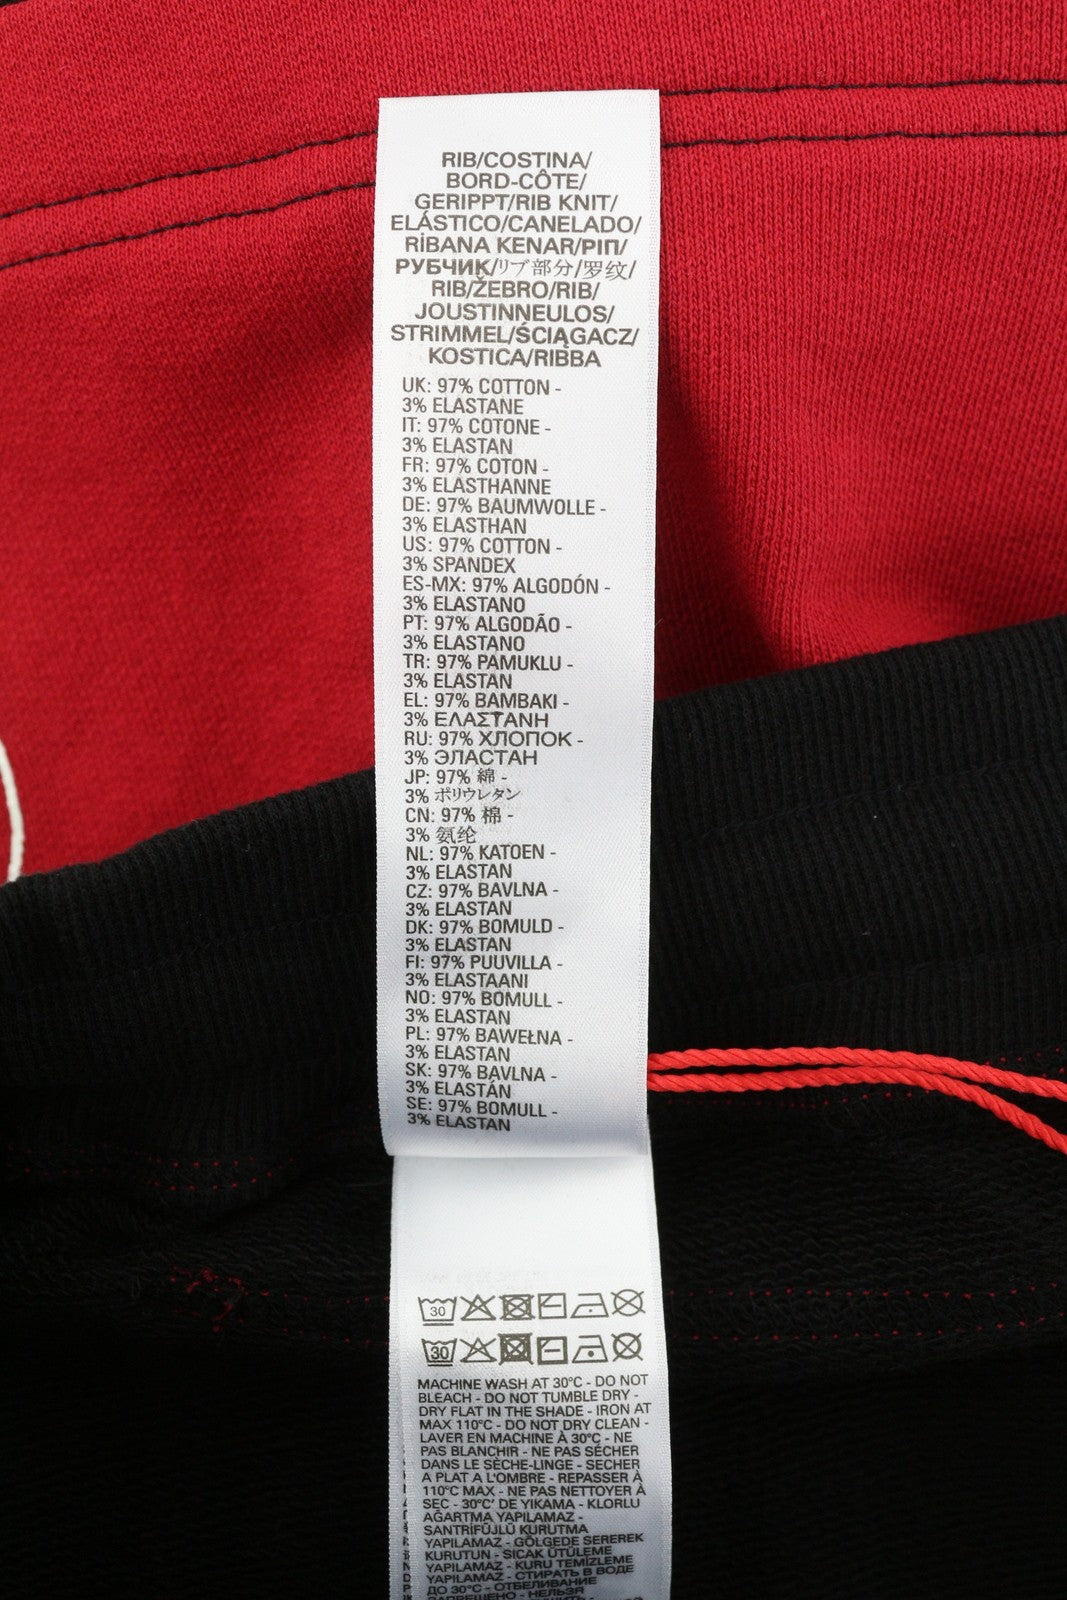 RIB/COSTINA/
BORD-CÔTE/
GERIPPT/RIB KNIT/
ELÁSTICO/CANELADO/
RİBANA KENAR/ΡΙΠ/
РУБЧИК/リブ部分/罗纹/
RIB/ŽEBRO/RIB/
JOUSTINNEULOS/
STRIMMEL/ŚCIĄGACZ/
KOSTICA/RIBBA
UK: 97% COTTON -
3% ELASTANE
IT: 97% COTONE -
3% ELASTAN
FR: 97% COTON -
3% ELASTHANNE
DE: 97% BAUMWOLLE -
3% ELASTHAN
US: 97% COTTON -
3% SPANDEX
ES-MX: 97% ALGODÓN -
3% ELASTANO
PT: 97% ALGODÃO -
3% ELASTANO
TR: 97% PAMUKLU -
3% ELASTAN
EL: 97% ΒΑΜΒΑΚΙ -
3% ΕΛΑΣΤΑΝΗ
RU: 97% ХЛОПОК -
3% ЭЛАСТАН
JP: 97% 綿 -
3% ポリウレタン
CN: 97% 棉 -
3% 氨纶
NL: 97% KATOEN -
3% ELASTAN
CZ: 97% BAVLNA -
3% ELASTAN
DK: 97% BOMULD -
3% ELASTAN
FI: 97% PUUVILLA -
3% ELASTAANI
NO: 97% BOMULL -
3% ELASTAN
PL: 97% BAWEŁNA -
3% ELASTAN
SK: 97% BAVLNA -
3% ELASTÁN
SE: 97% BOMULL -
3% ELASTAN
30
30
MACHINE WASH AT 30°C - DO NOT
BLEACH - DO NOT TUMBLE DRY -
DRY FLAT IN THE SHADE - IRON AT
MAX 110°C - DO NOT DRY CLEAN -
LAVER EN MACHINE À 30°C - NE
PAS BLANCHIR - NE PAS SÉCHER
DANS LE SÈCHE-LINGE - SECHER
A PLAT A L'OMBRE - REPASSER À
110°C MAX - NE PAS NETTOYER À
SEC - 30°C' DE YIKAMA - KLORLU
AĞARTMA YAPILAMAZ -
SANTRİFÜJLÜ KURUTMA
YAPILAMAZ - GÖLGEDE SEREREK
KURUTUN - SICAK ÜTÜLEME
YAPILAMAZ - KURU TEMİZLEME
YAPILAMAZ - СТИРАТЬ В ВОДЕ
ДО 30°C - ОТБЕЛИВАНИЕ
ЗАПРЕЩЕНО - НЕЛЬЗЯ